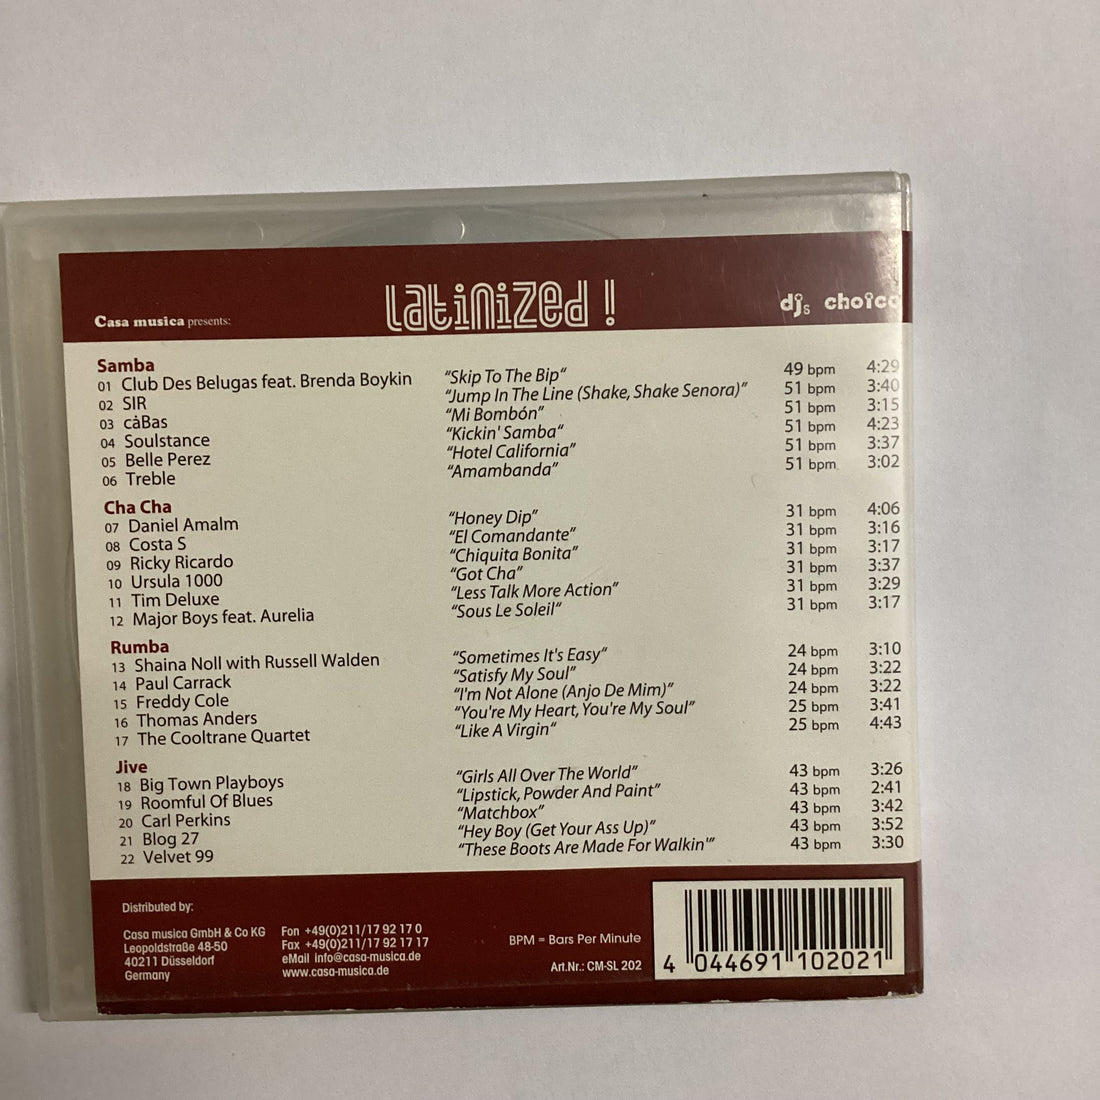 Casa musica presents: Latinized ! djs choice
Samba
01 Club Des Belugas feat. Brenda Boykin "Skip To The Bip" 49 bpm 4:29
02 SIR "Jump In The Line (Shake, Shake Senora)" 51 bpm 3:40
03 càBas "Mi Bombón" 51 bpm 3:15
04 Soulstance "Kickin' Samba" 51 bpm 4:23
05 Belle Perez "Hotel California" 51 bpm 3:37
06 Treble "Amambanda" 51 bpm 3:02
Cha Cha
07 Daniel Amalm "Honey Dip" 31 bpm 4:06
08 Costa S "El Comandante" 31 bpm 3:16
09 Ricky Ricardo "Chiquita Bonita" 31 bpm 3:17
10 Ursula 1000 "Got Cha" 31 bpm 3:37
11 Tim Deluxe "Less Talk More Action" 31 bpm 3:29
12 Major Boys feat. Aurelia "Sous Le Soleil" 31 bpm 3:17
Rumba
13 Shaina Noll with Russell Walden "Sometimes It's Easy" 24 bpm 3:10
14 Paul Carrack "Satisfy My Soul" 24 bpm 3:22
15 Freddy Cole "I'm Not Alone (Anjo De Mim)" 24 bpm 3:22
16 Thomas Anders "You're My Heart, You're My Soul" 25 bpm 3:41
17 The Cooltrane Quartet "Like A Virgin" 25 bpm 4:43
Jive
18 Big Town Playboys "Girls All Over The World" 43 bpm 3:26
19 Roomful Of Blues "Lipstick, Powder And Paint" 43 bpm 2:41
20 Carl Perkins "Matchbox" 43 bpm 3:42
21 Blog 27 "Hey Boy (Get Your Ass Up)" 43 bpm 3:52
22 Velvet 99 "These Boots Are Made For Walkin'" 43 bpm 3:30
Distributed by:
Casa musica GmbH & Co KG
Leopoldstraße 48-50
40211 Düsseldorf
Germany
Fon +49(0)211/17 92 17 0
Fax +49(0)211/17 92 17 17
eMail info@casa-musica.de
www.casa-musica.de
BPM = Bars Per Minute
Art.Nr.: CM-SL 202
4 044691 102021